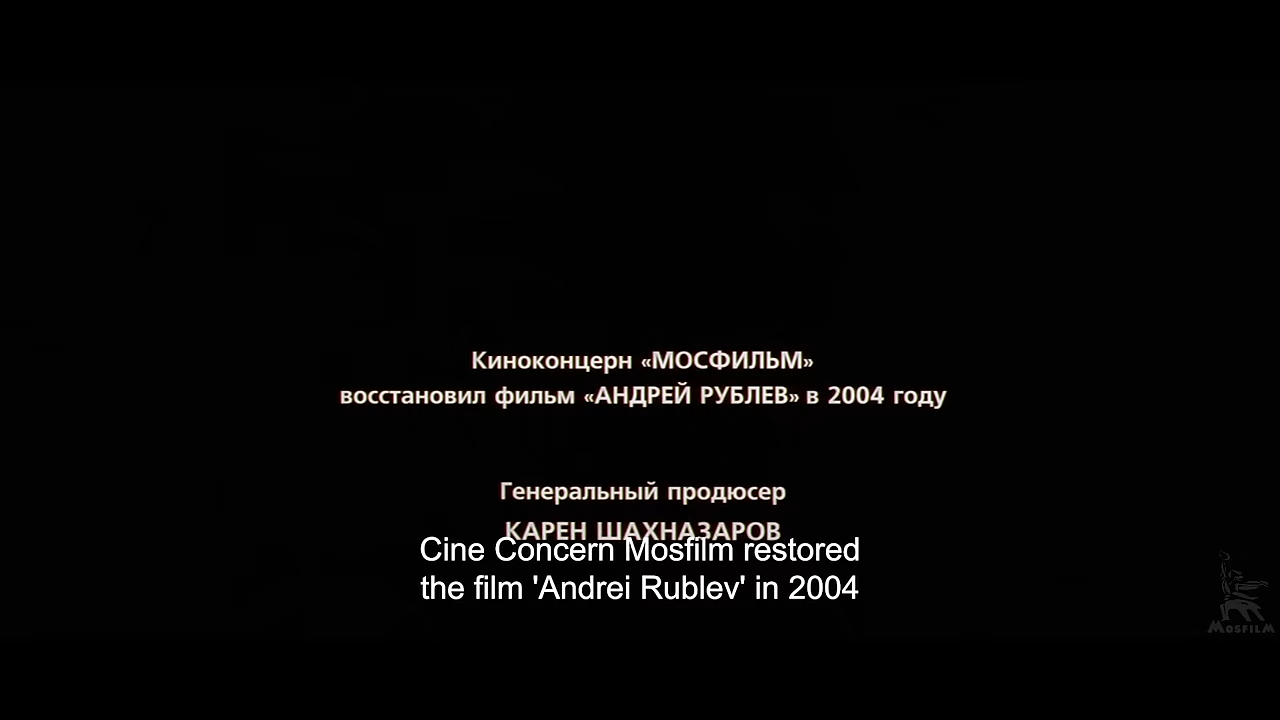 Киноконцерн «МОСФИЛЬМ»
восстановил фильм «АНДРЕЙ РУБЛЕВ» в 2004 году
Генеральный продюсер
КАРЕН ШАХНАЗАРОВ
Cine Concern Mosfilm restored
the film 'Andrei Rublev' in 2004
MOSFILM